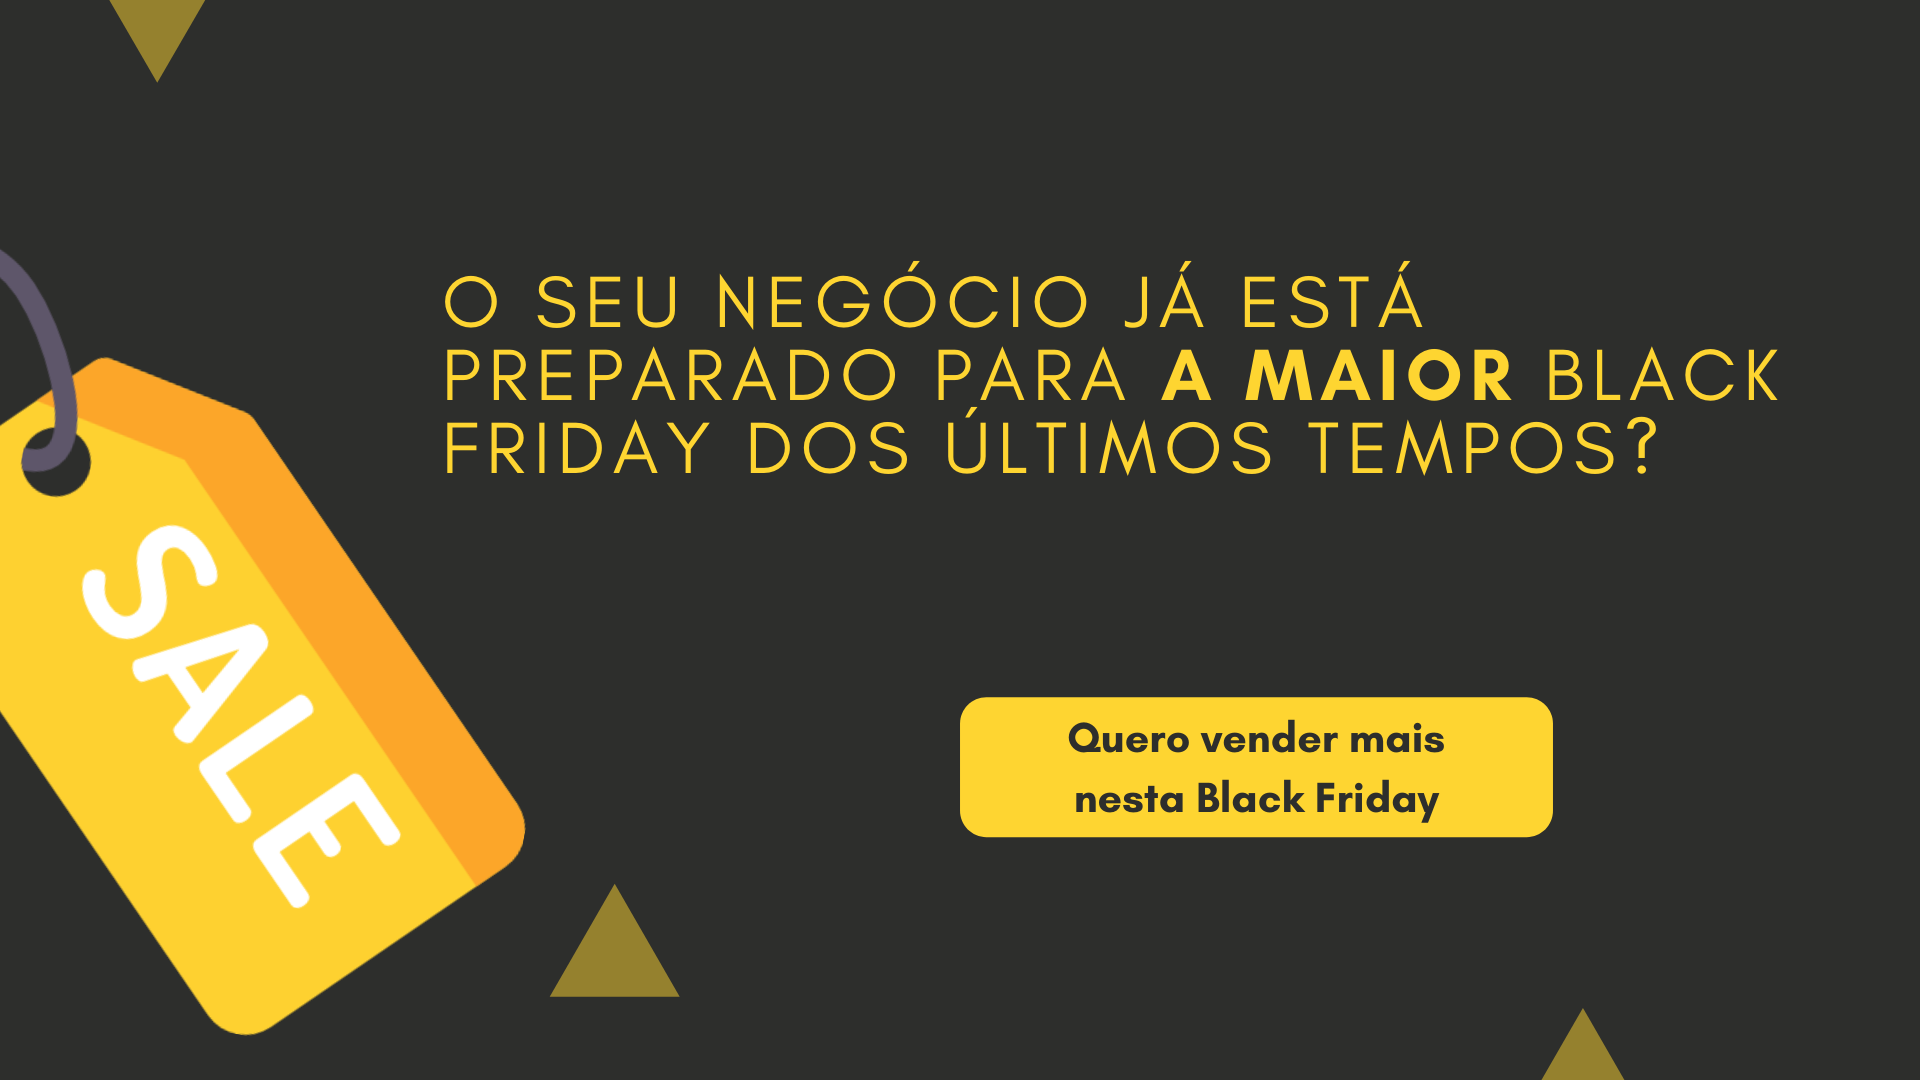 O SEU NEGÓCIO JÁ ESTÁ
PREPARADO PARA A MAIOR BLACK
FRIDAY DOS ÚLTIMOS TEMPOS?
SALE
Quero vender mais
nesta Black Friday